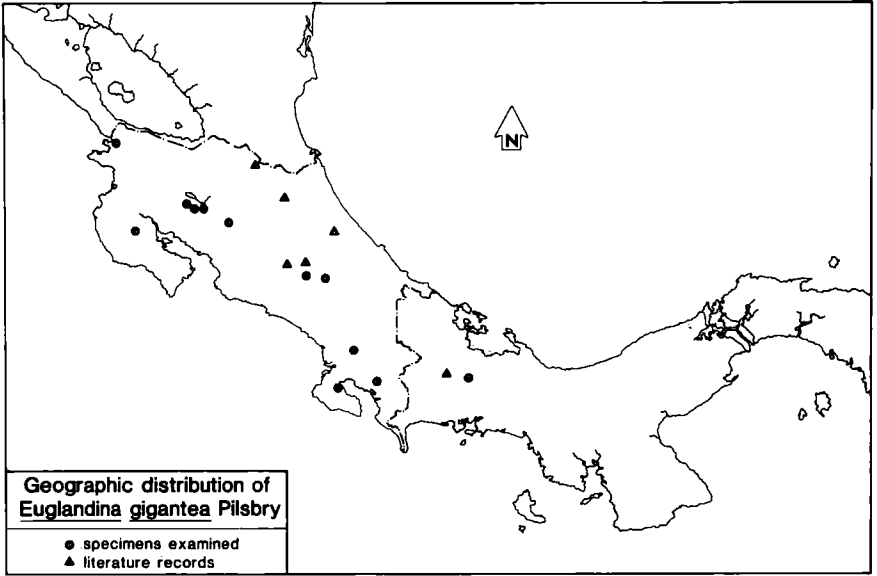 N
Geographic distribution of
Euglandina gigantea Pilsbry
specimens examined
literature records